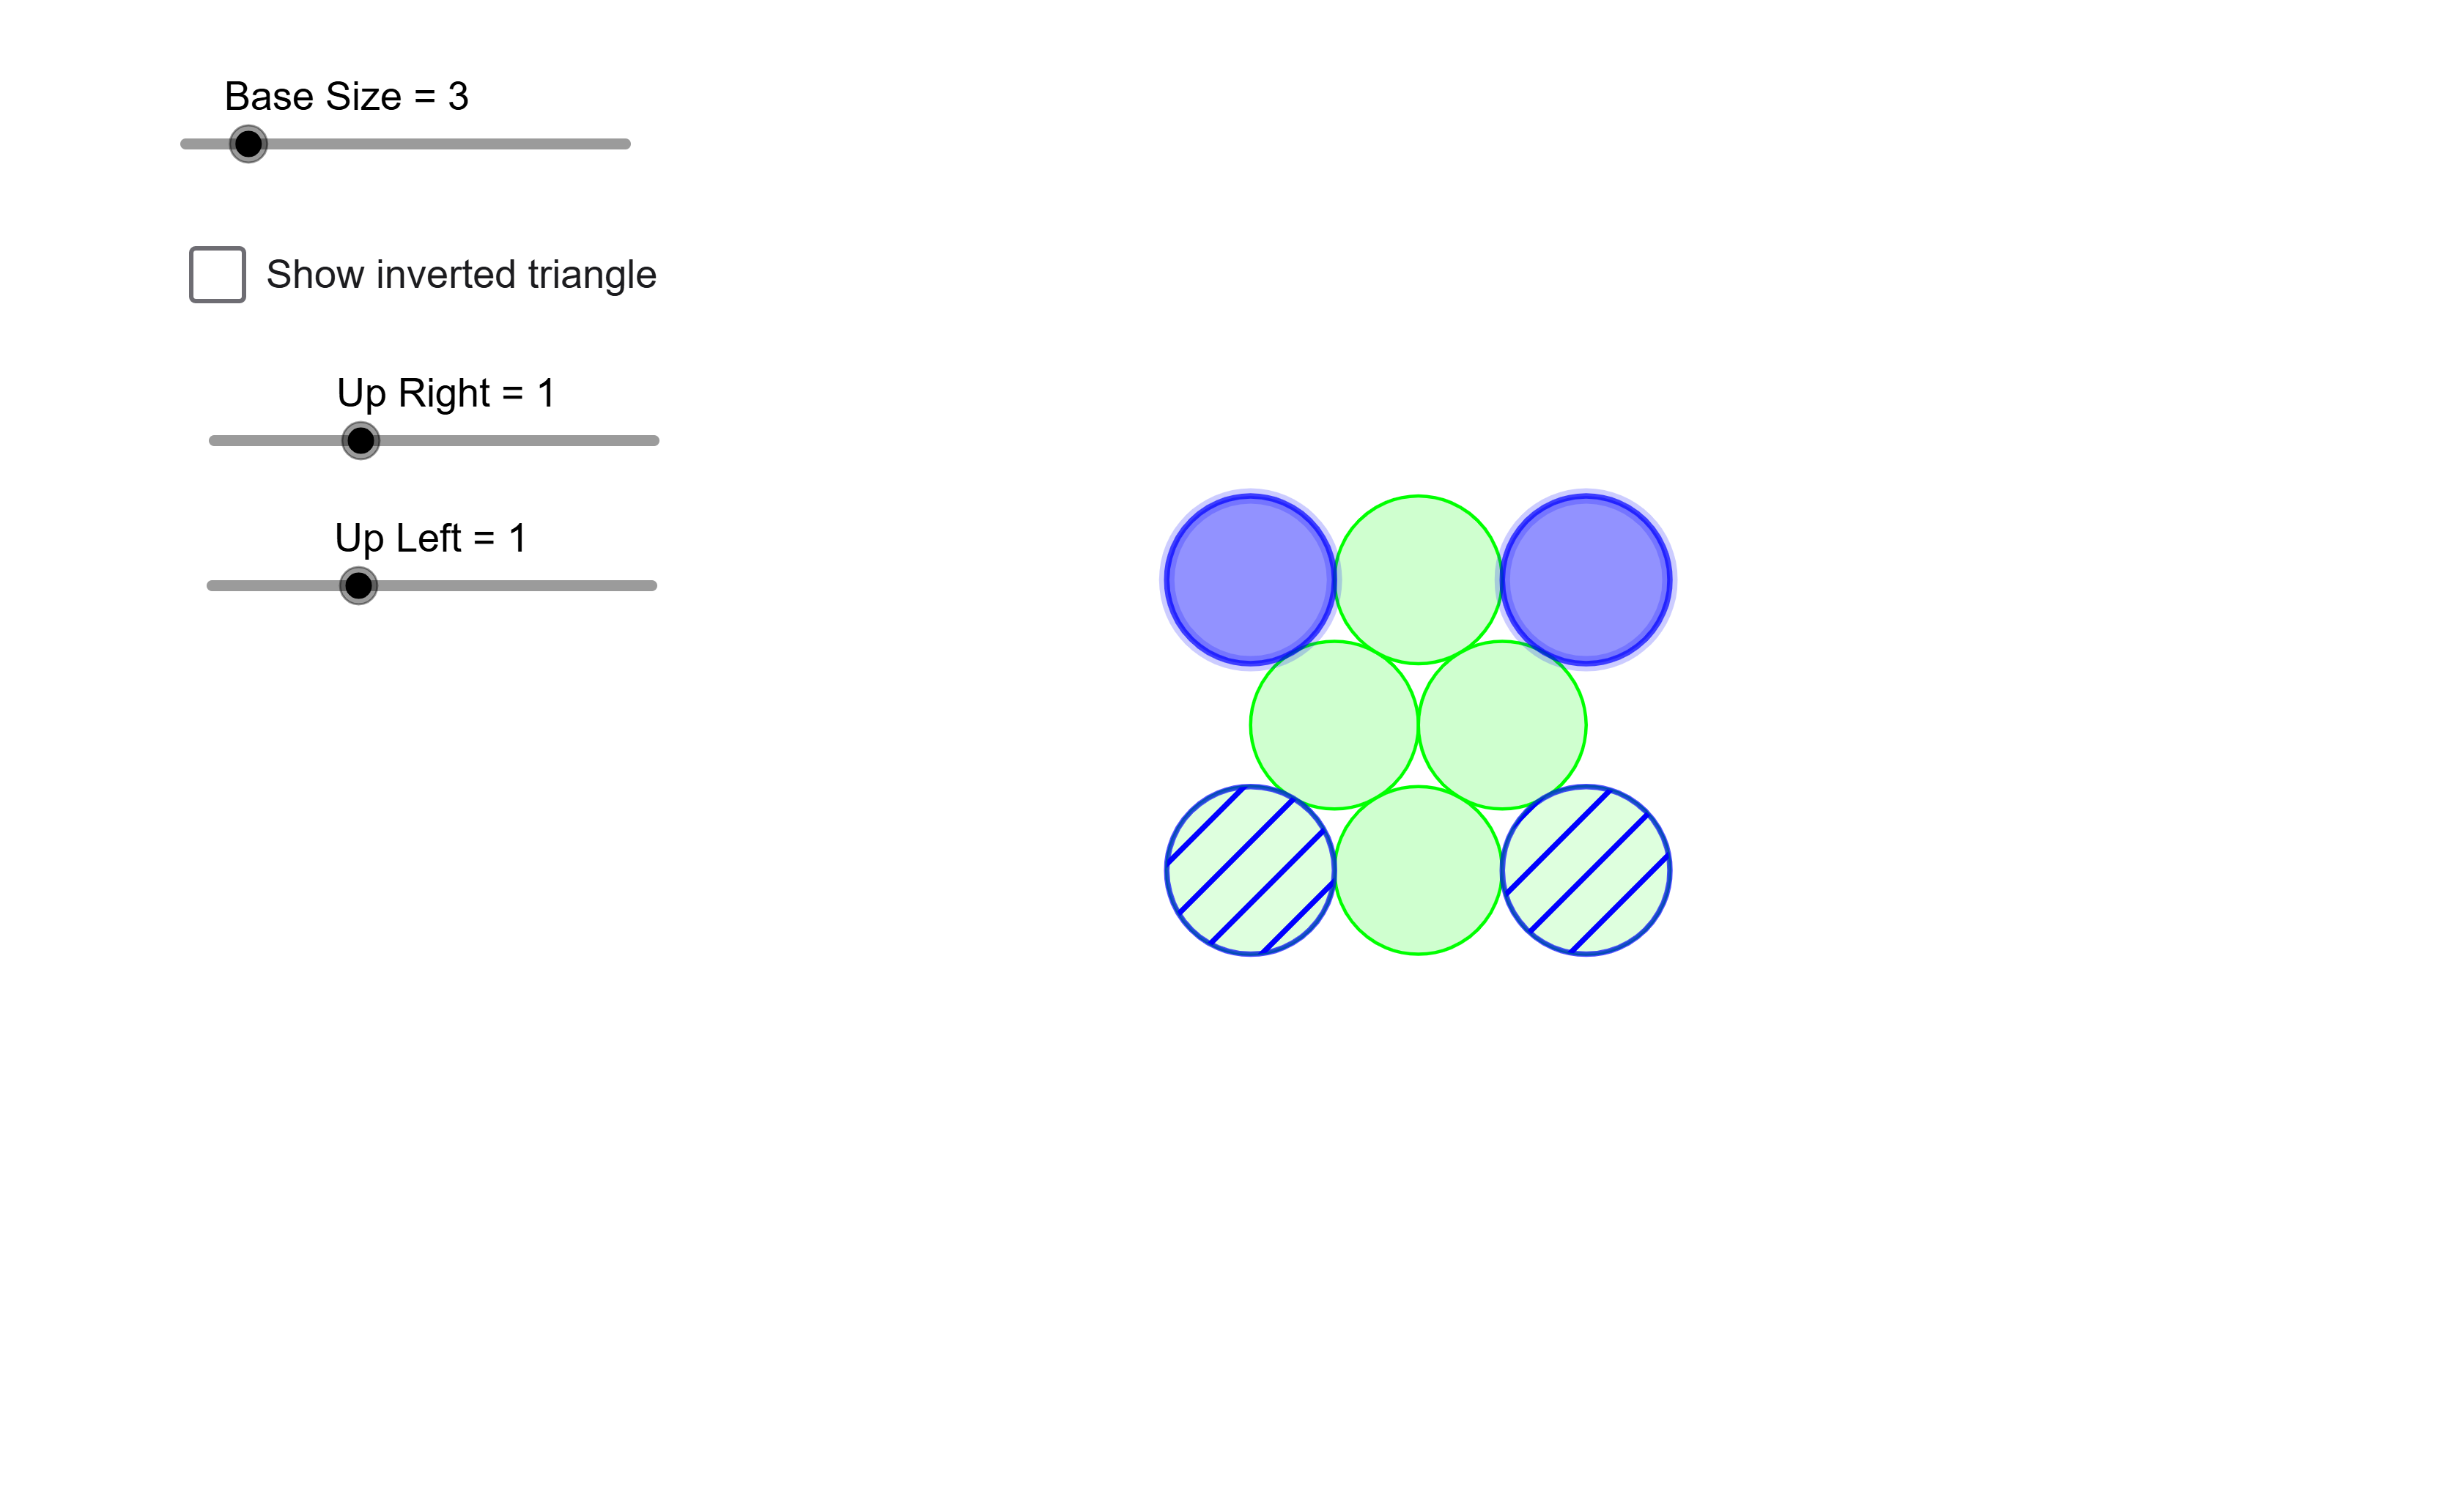 Base Size = 3
Show inverted triangle
Up Right = 1
Up Left = 1